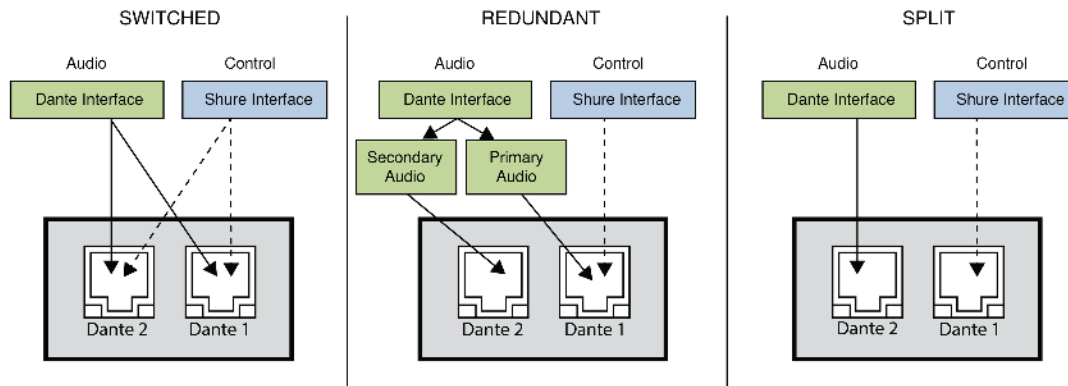 SWITCHED
Audio
Control
Dante Interface
Shure Interface
Dante 2
Dante 1
REDUNDANT
Audio
Control
Dante Interface
Shure Interface
Secondary
Audio
Primary
Audio
Dante 2
Dante 1
SPLIT
Audio
Control
Dante Interface
Shure Interface
Dante 2
Dante 1